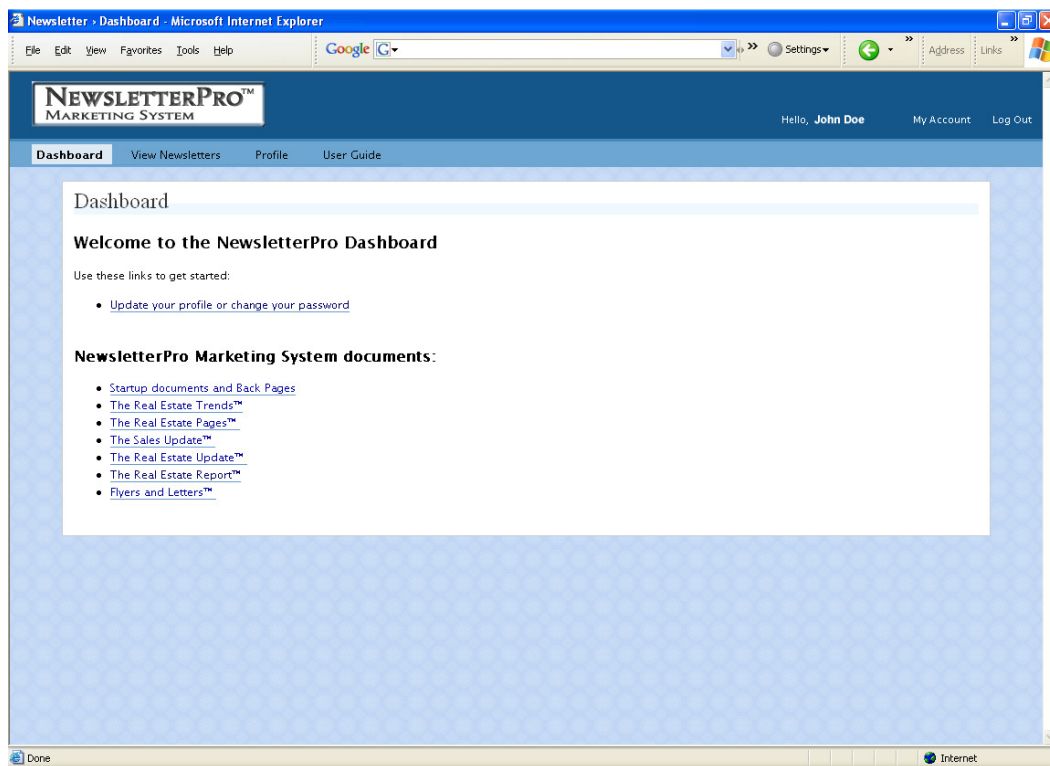 Newsletter › Dashboard - Microsoft Internet Explorer
File Edit View Favorites Tools Help Google G Settings Address Links
NEWSLETTERPRO™
MARKETING SYSTEM
Hello, John Doe My Account Log Out
Dashboard View Newsletters Profile User Guide
Dashboard
Welcome to the NewsletterPro Dashboard
Use these links to get started:
• Update your profile or change your password
NewsletterPro Marketing System documents:
• Startup documents and Back Pages
• The Real Estate Trends™
• The Real Estate Pages™
• The Sales Update™
• The Real Estate Update™
• The Real Estate Report™
• Flyers and Letters™
Done Internet